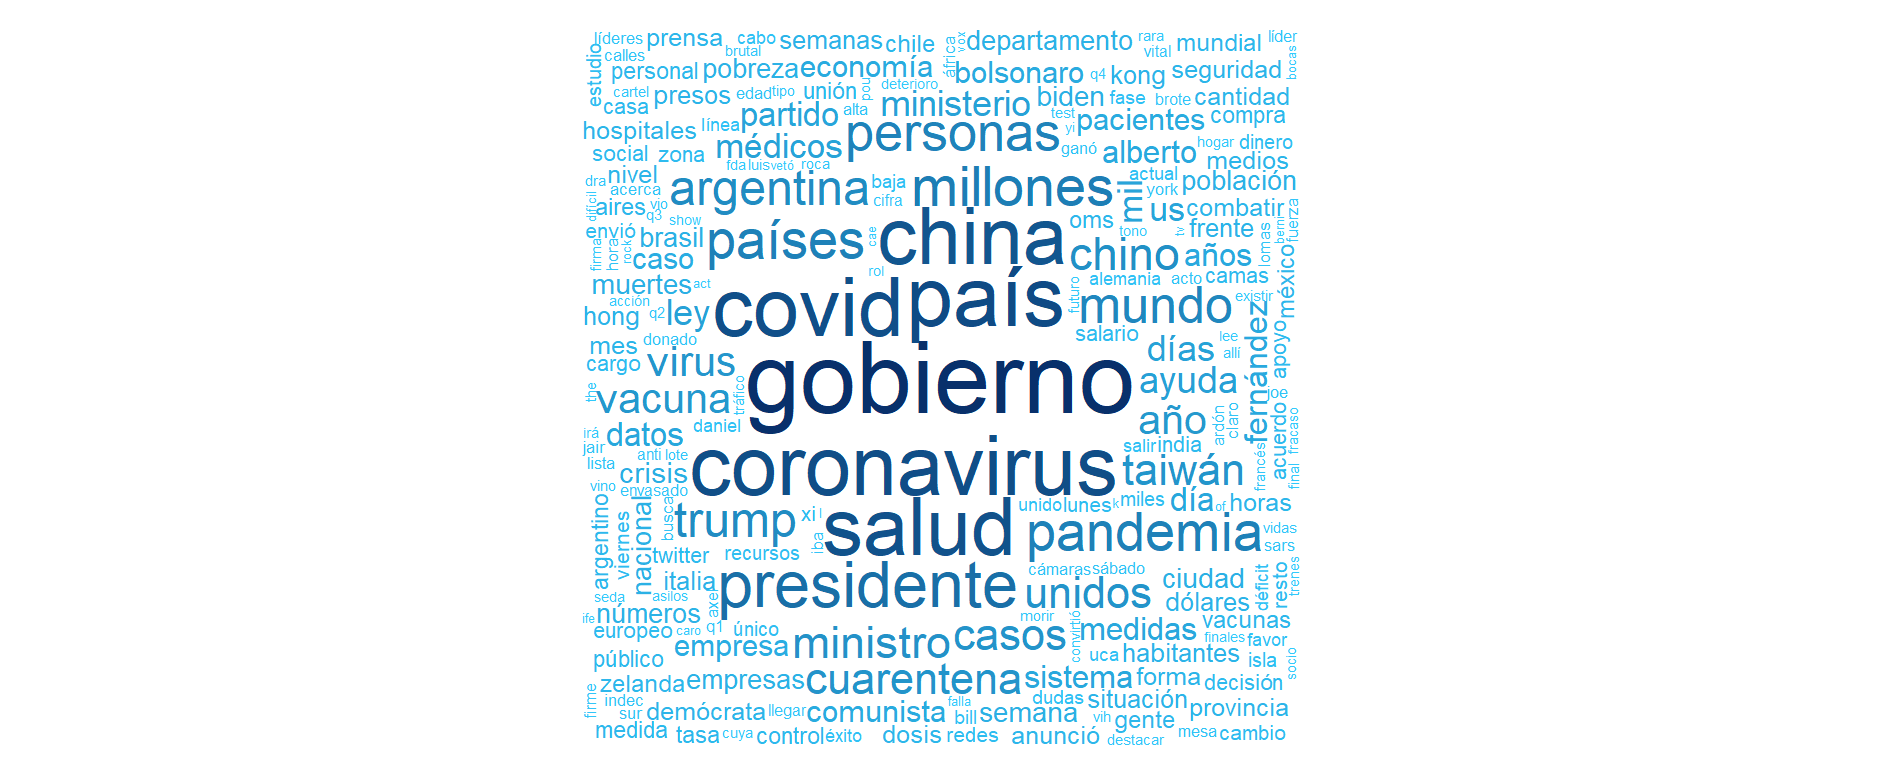 líderes
prensa
cabo
semanas
chile
vox
departamento
rara
mundial
líder
calles
brutal
áfrica
vital
bocas
estudio
personal
pobreza
economía
bolsonaro
q4
kong
seguridad
cartel
presos
edad
tipo
unión
pou
deterioro
ministerio
biden
fase
brote
cantidad
casa
partido
alta
test
pacientes
compra
hospitales
línea
médicos
personas
yi
ganó
alberto
hogar
dinero
social
zona
fda
luis
vetó
roca
medios
dra
nivel
acerca
argentina
baja
millones
mil
actual
york
población
difícil
aires
vio
q3
show
cifra
oms
us
combatir
fuerza
envió
brasil
países
cae
china
tono
tv
frente
berni
lomas
firma
hora
rock
caso
rol
chino
años
muertes
act
alemania
acto
camas
méxico
acción
covid
país
futuro
mundo
existir
hong
q2
ley
salario
fernández
apoyo
mes
donado
lee
cargo
virus
días
allí
the
vacuna
tráfico
gobierno
ayuda
joe
irá
datos
daniel
año
ardón
claro
acuerdo
fracaso
jair
anti
lote
salir
india
lista
crisis
coronavirus
taiwán
francés
final
vino
envasado
argentino
viernes
nacional
busca
trump
xi
l
iba
salud
unido
lunes
k
miles
día
of
horas
pandemia
vidas
sars
twitter
recursos
italia
presidente
cámaras
sábado
ciudad
déficit
resto
trenes
seda
asilos
axel
unidos
dólares
ife
números
morir
vacunas
europeo
caro
q1
único
ministro
casos
convirtió
medidas
finales
favor
empresa
público
uca
habitantes
isla
socio
zelanda
empresas
cuarentena
sistema
forma
decisión
firme
indec
dudas
situación
sur
demócrata
llegar
comunista
falla
bill
semana
vih
gente
provincia
medida
tasa
cuya
control
éxito
dosis
redes
anunció
destacar
mesa
cambio